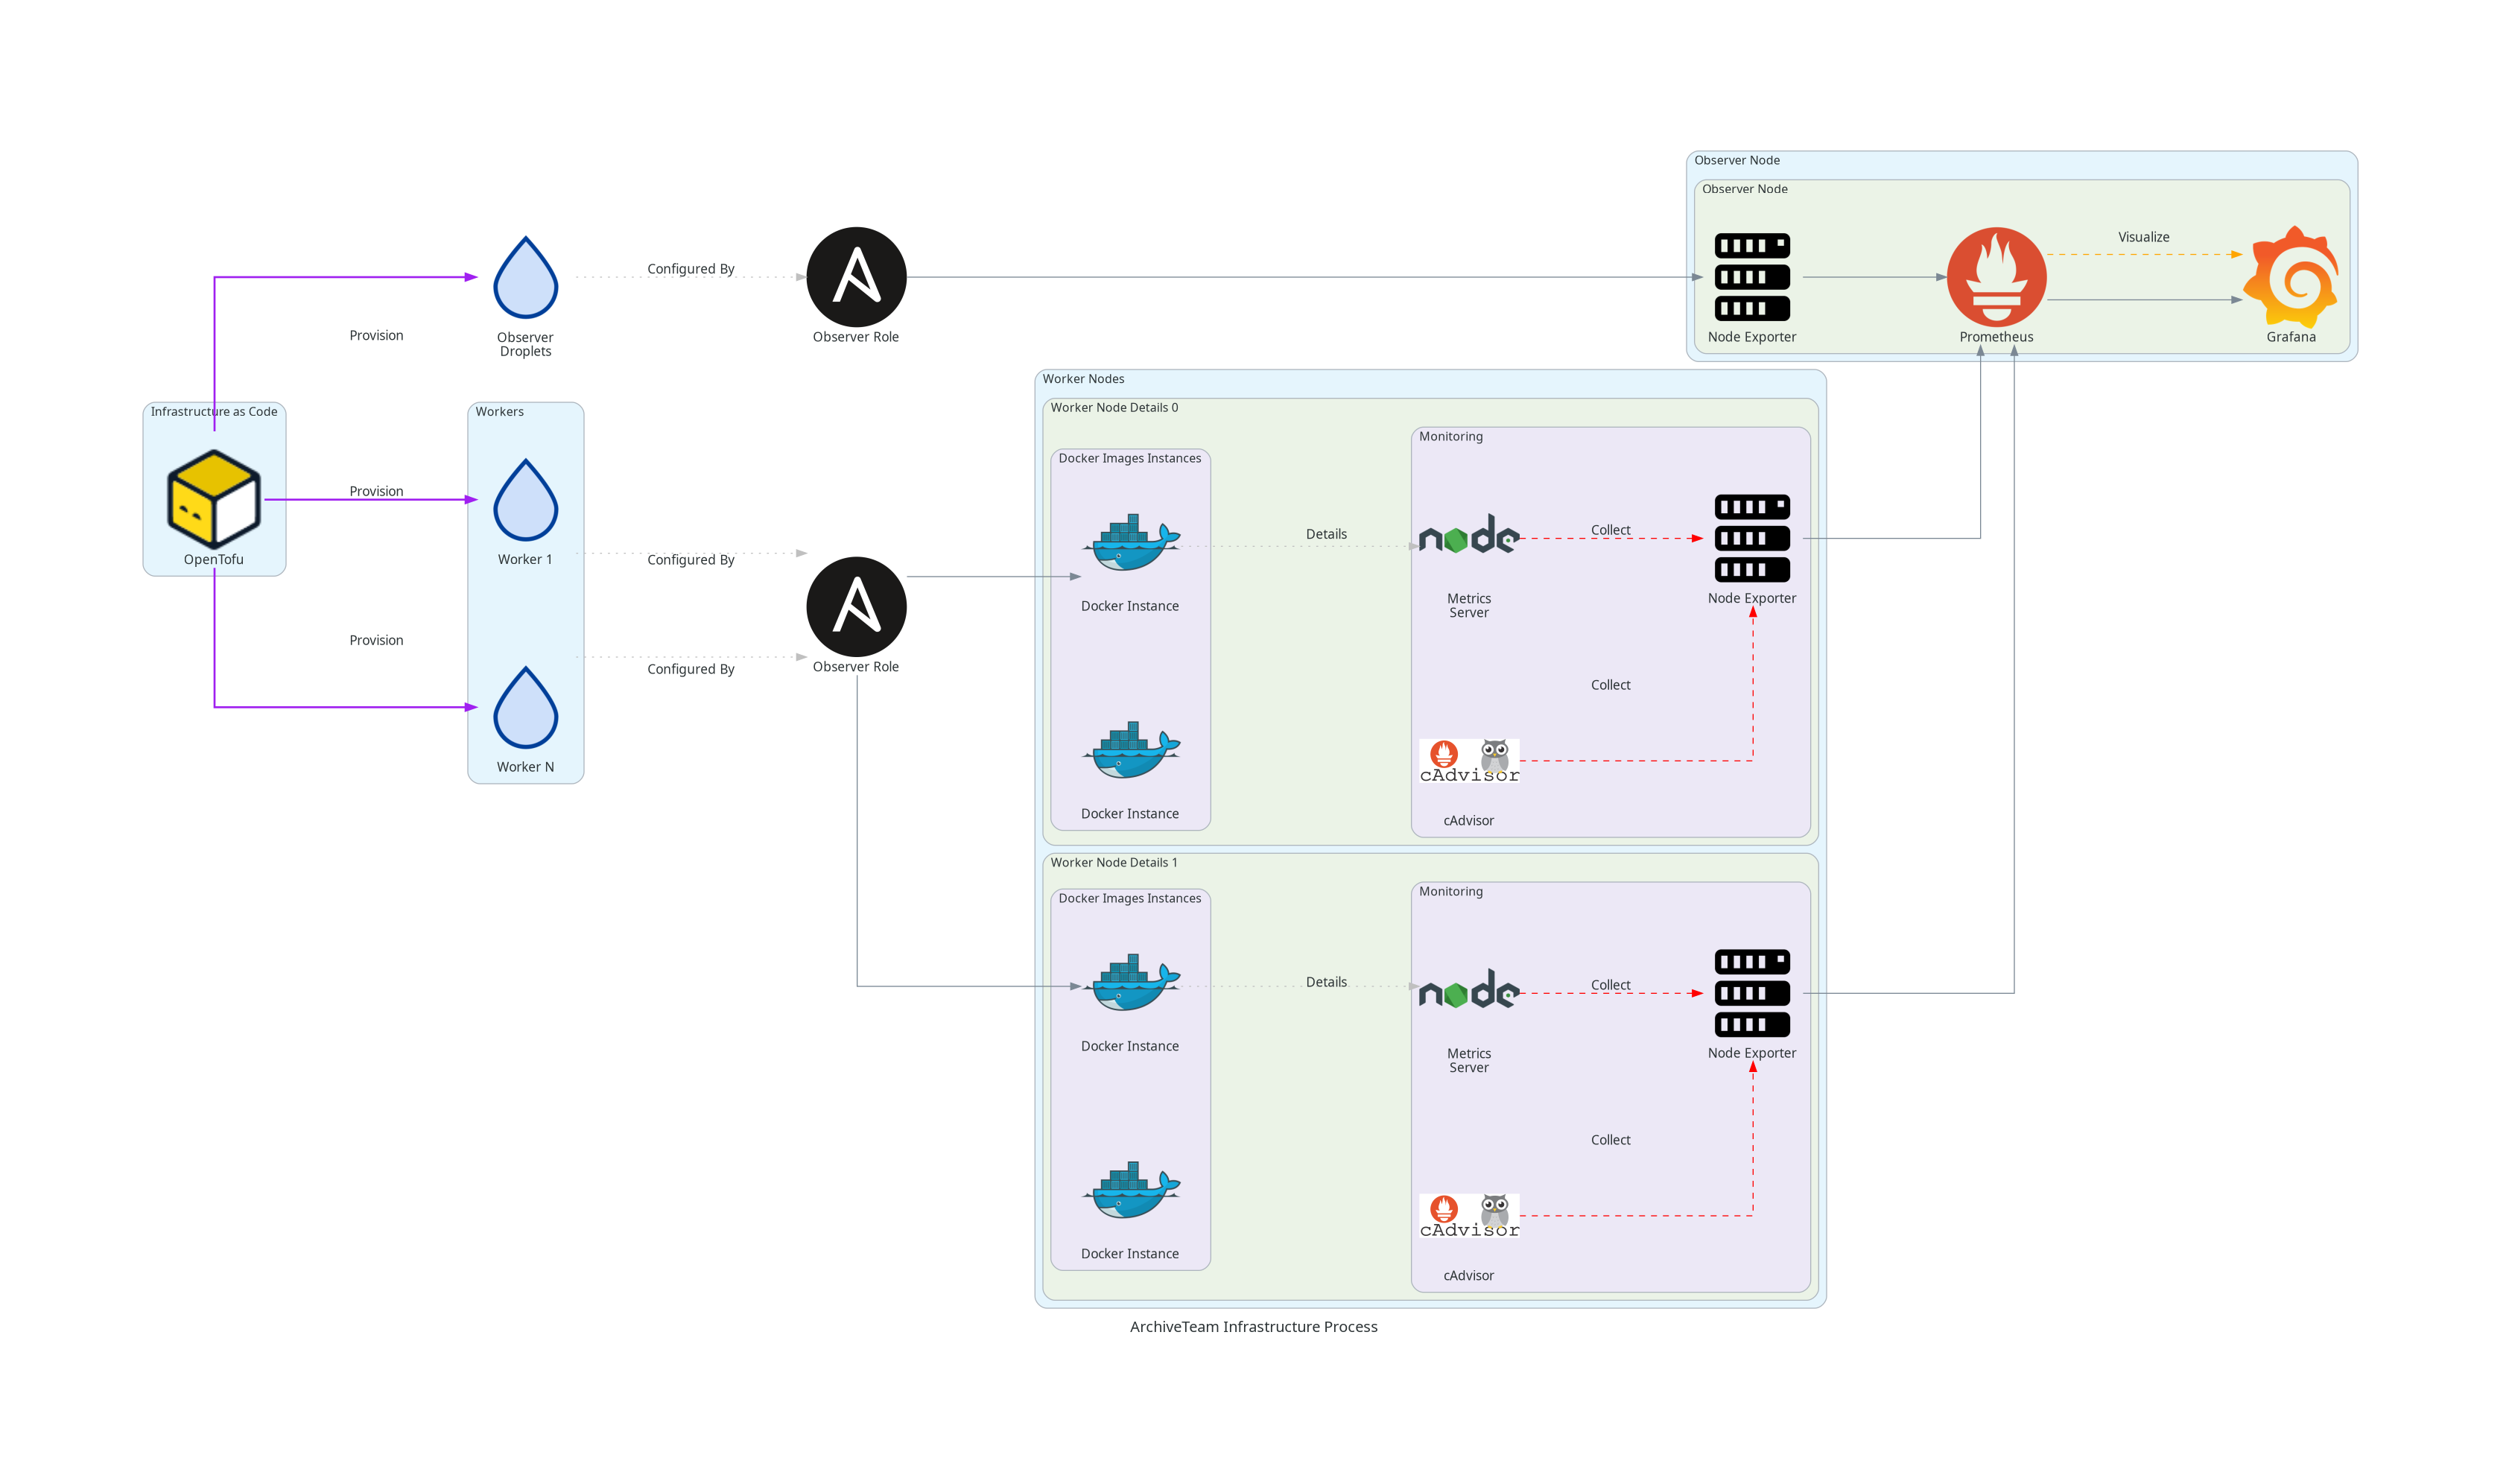 Observer Node
Observer Node
Node Exporter
Prometheus
Visualize
Grafana
Provision
Observer
Droplets
Configured By
Observer Role
Infrastructure as Code
OpenTofu
Provision
Provision
Workers
Worker 1
Worker N
Configured By
Configured By
Observer Role
Worker Nodes
Worker Node Details 0
Docker Images Instances
Docker Instance
Docker Instance
Details
Monitoring
node
Metrics
Server
Collect
Node Exporter
Collect
cAdvisor
cAdvisor
Worker Node Details 1
Docker Images Instances
Docker Instance
Docker Instance
Details
Monitoring
node
Metrics
Server
Collect
Node Exporter
Collect
cAdvisor
cAdvisor
ArchiveTeam Infrastructure Process